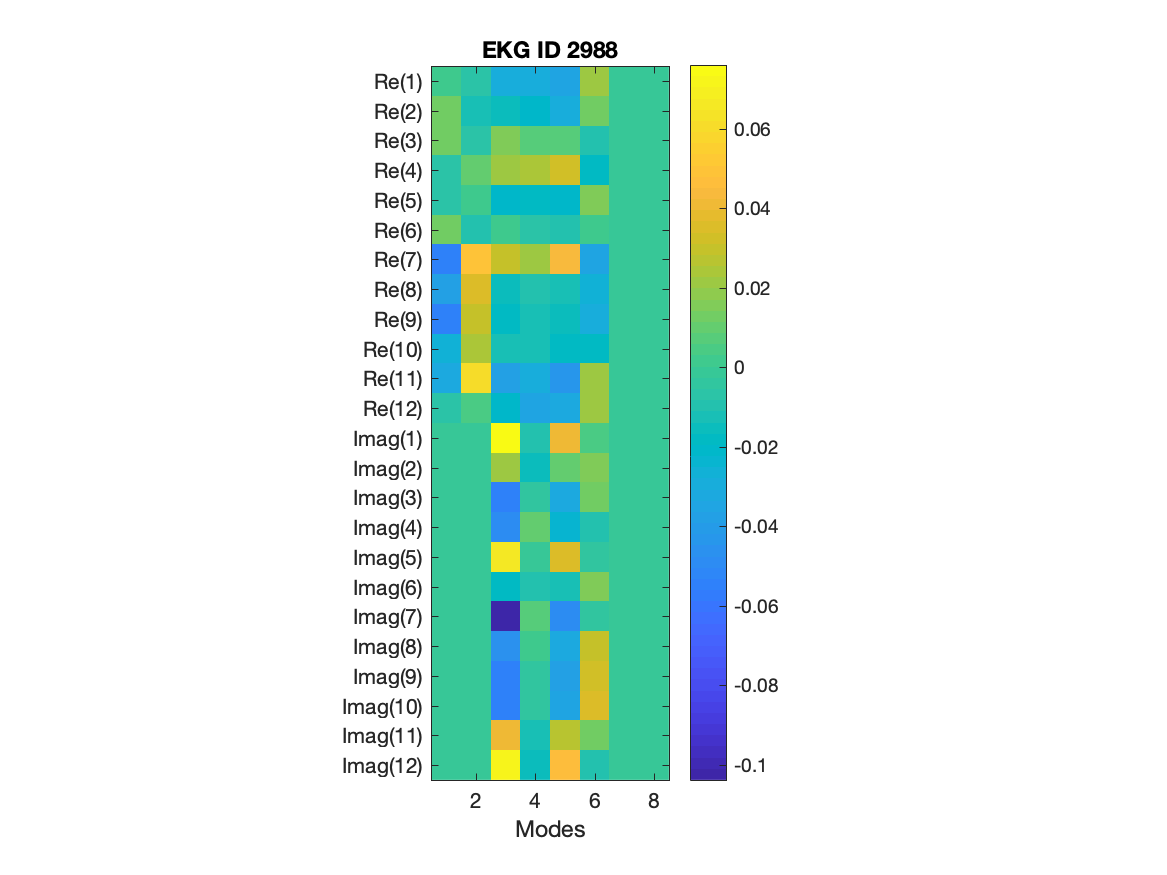 EKG ID 2988
Re(1)
Re(2)
Re(3)
Re(4)
Re(5)
Re(6)
Re(7)
Re(8)
Re(9)
Re(10)
Re(11)
Re(12)
Imag(1)
Imag(2)
Imag(3)
Imag(4)
Imag(5)
Imag(6)
Imag(7)
Imag(8)
Imag(9)
Imag(10)
Imag(11)
Imag(12)
2 4 6 8
Modes
0.06
0.04
0.02
0
-0.02
-0.04
-0.06
-0.08
-0.1